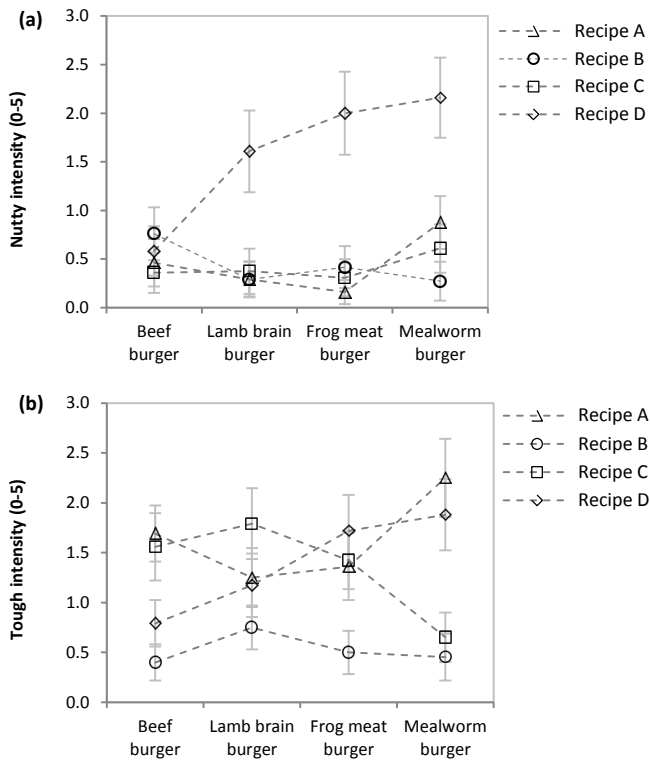 (a)
3.0
2.5
2.0
1.5
1.0
0.5
0.0
Nutty intensity (0-5)
Beef burger
Lamb brain burger
Frog meat burger
Mealworm burger
Recipe A
Recipe B
Recipe C
Recipe D
(b)
3.0
2.5
2.0
1.5
1.0
0.5
0.0
Tough intensity (0-5)
Beef burger
Lamb brain burger
Frog meat burger
Mealworm burger
Recipe A
Recipe B
Recipe C
Recipe D